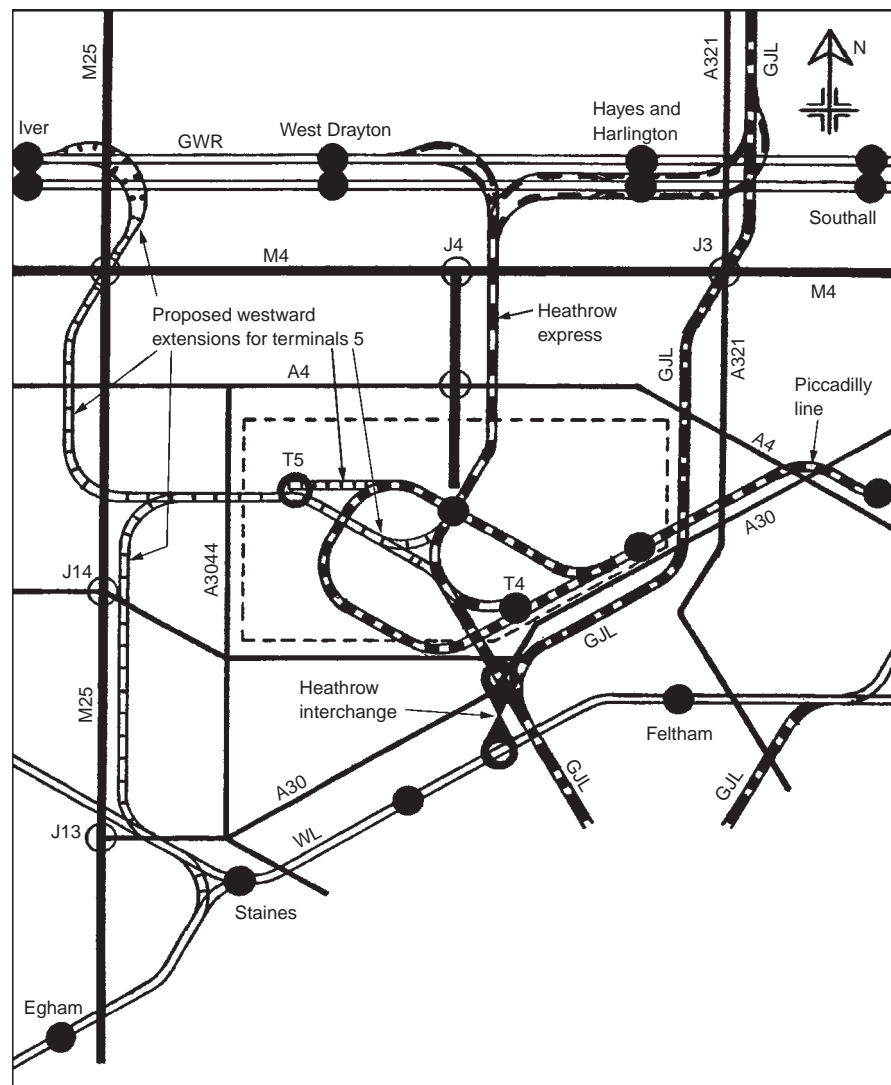 M25
A321
GJL
N
Iver
West Drayton
Hayes and
Harlington
GWR
Southall
J4
J3
M4
M4
Proposed westward
extensions for terminals 5
Heathrow
express
GJL
A321
A4
Piccadilly
line
A4
T5
A30
A3044
J14
T4
GJL
Heathrow
interchange
M25
Feltham
A30
GJL
GJL
J13
WL
Staines
Egham